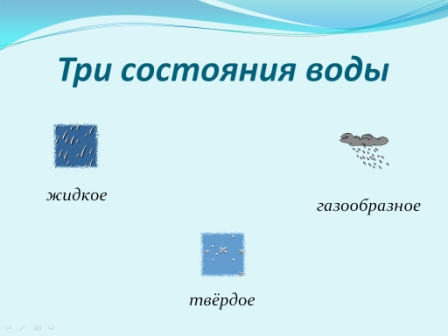 Три состояния воды
жидкое
газообразное
твёрдое